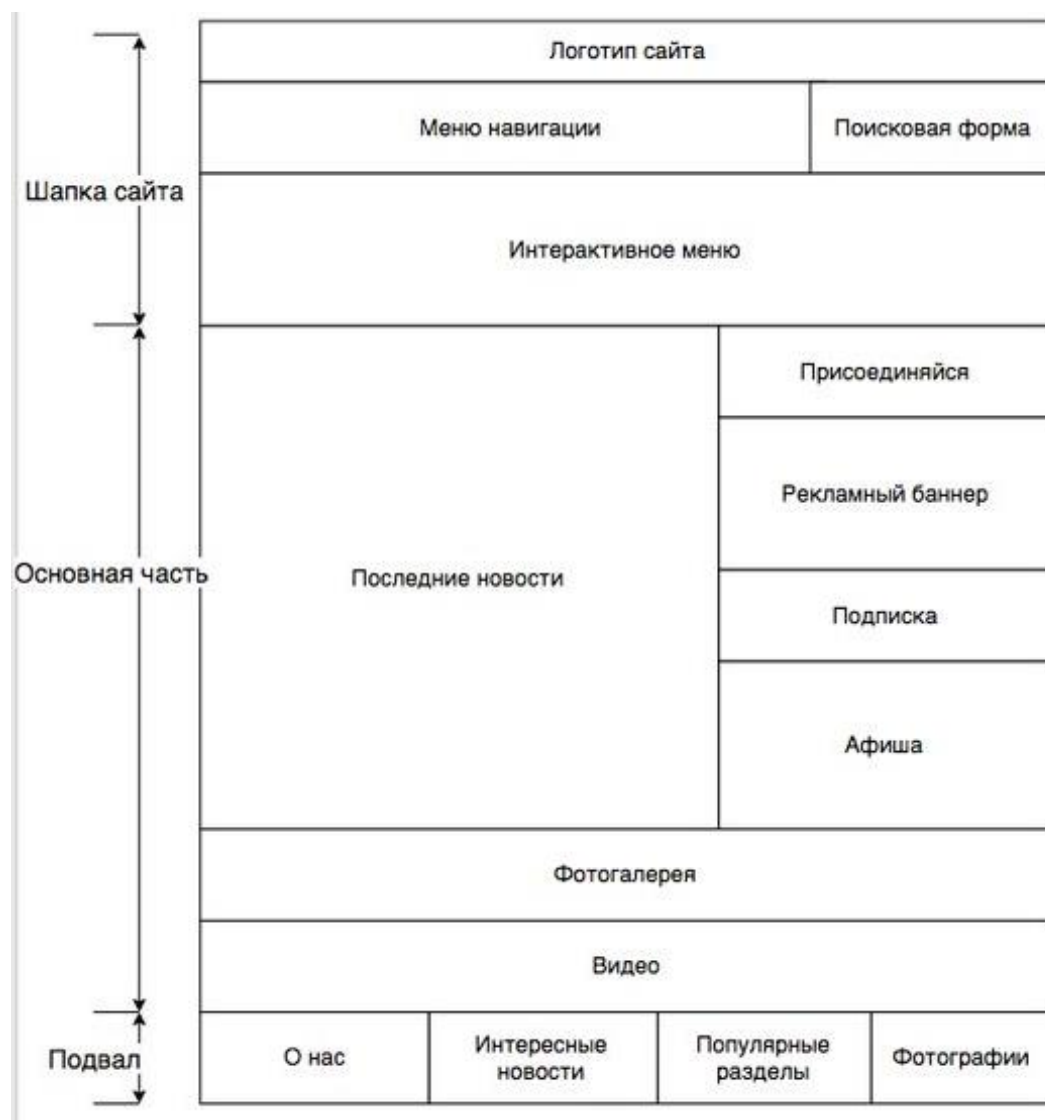 Логотип сайта
Меню навигации
Поисковая форма
Шапка сайта
Интерактивное меню
Присоединяйся
Рекламный баннер
Основная часть
Последние новости
Подписка
Афиша
Фотогалерея
Видео
Подвал
О нас
Интересные
новости
Популярные
разделы
Фотографии